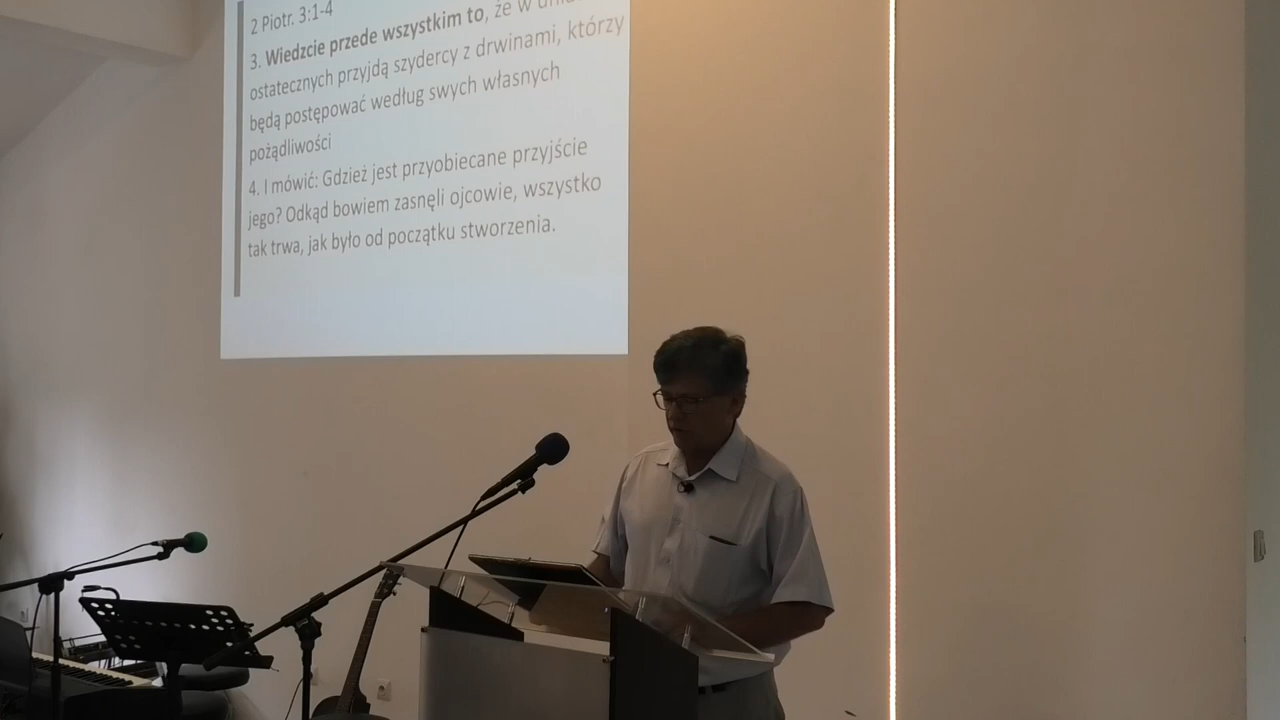 2 Piotr. 3:1-4
3. Wiedzcie przede wszystkim to, że w dniach
ostatecznych przyjdą szydercy z drwinami, którzy
będą postępować według swych własnych
pożądliwości
4. I mówić: Gdzież jest przyobiecane przyjście
jego? Odkąd bowiem zasnęli ojcowie, wszystko
tak trwa, jak było od początku stworzenia.